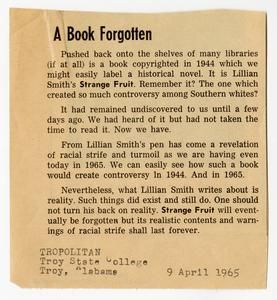 A Book Forgotten
Pushed back onto the shelves of many libraries
(if at all) is a book copyrighted in 1944 which we
might easily label a historical novel. It is Lillian
Smith's Strange Fruit. Remember it? The one which
created so much controversy among Southern whites?
It had remained undiscovered to us until a few
days ago. We had heard of it but had not taken the
time to read it. Now we have.
From Lillian Smith's pen has come a revelation
of racial strife and turmoil as we are having even
today in 1965. We can easily see how such a book
would create controversy In 1944. And in 1965.
Nevertheless, what Lillian Smith writes about is
reality. Such things did exist and still do. One should
not turn his back on reality. Strange Fruit will event-
ually be forgotten but its realistic contents and warn-
ings of racial strife shall last forever.
TROPOLITAN
Troy State College
Troy, Alabama 9 April 1965